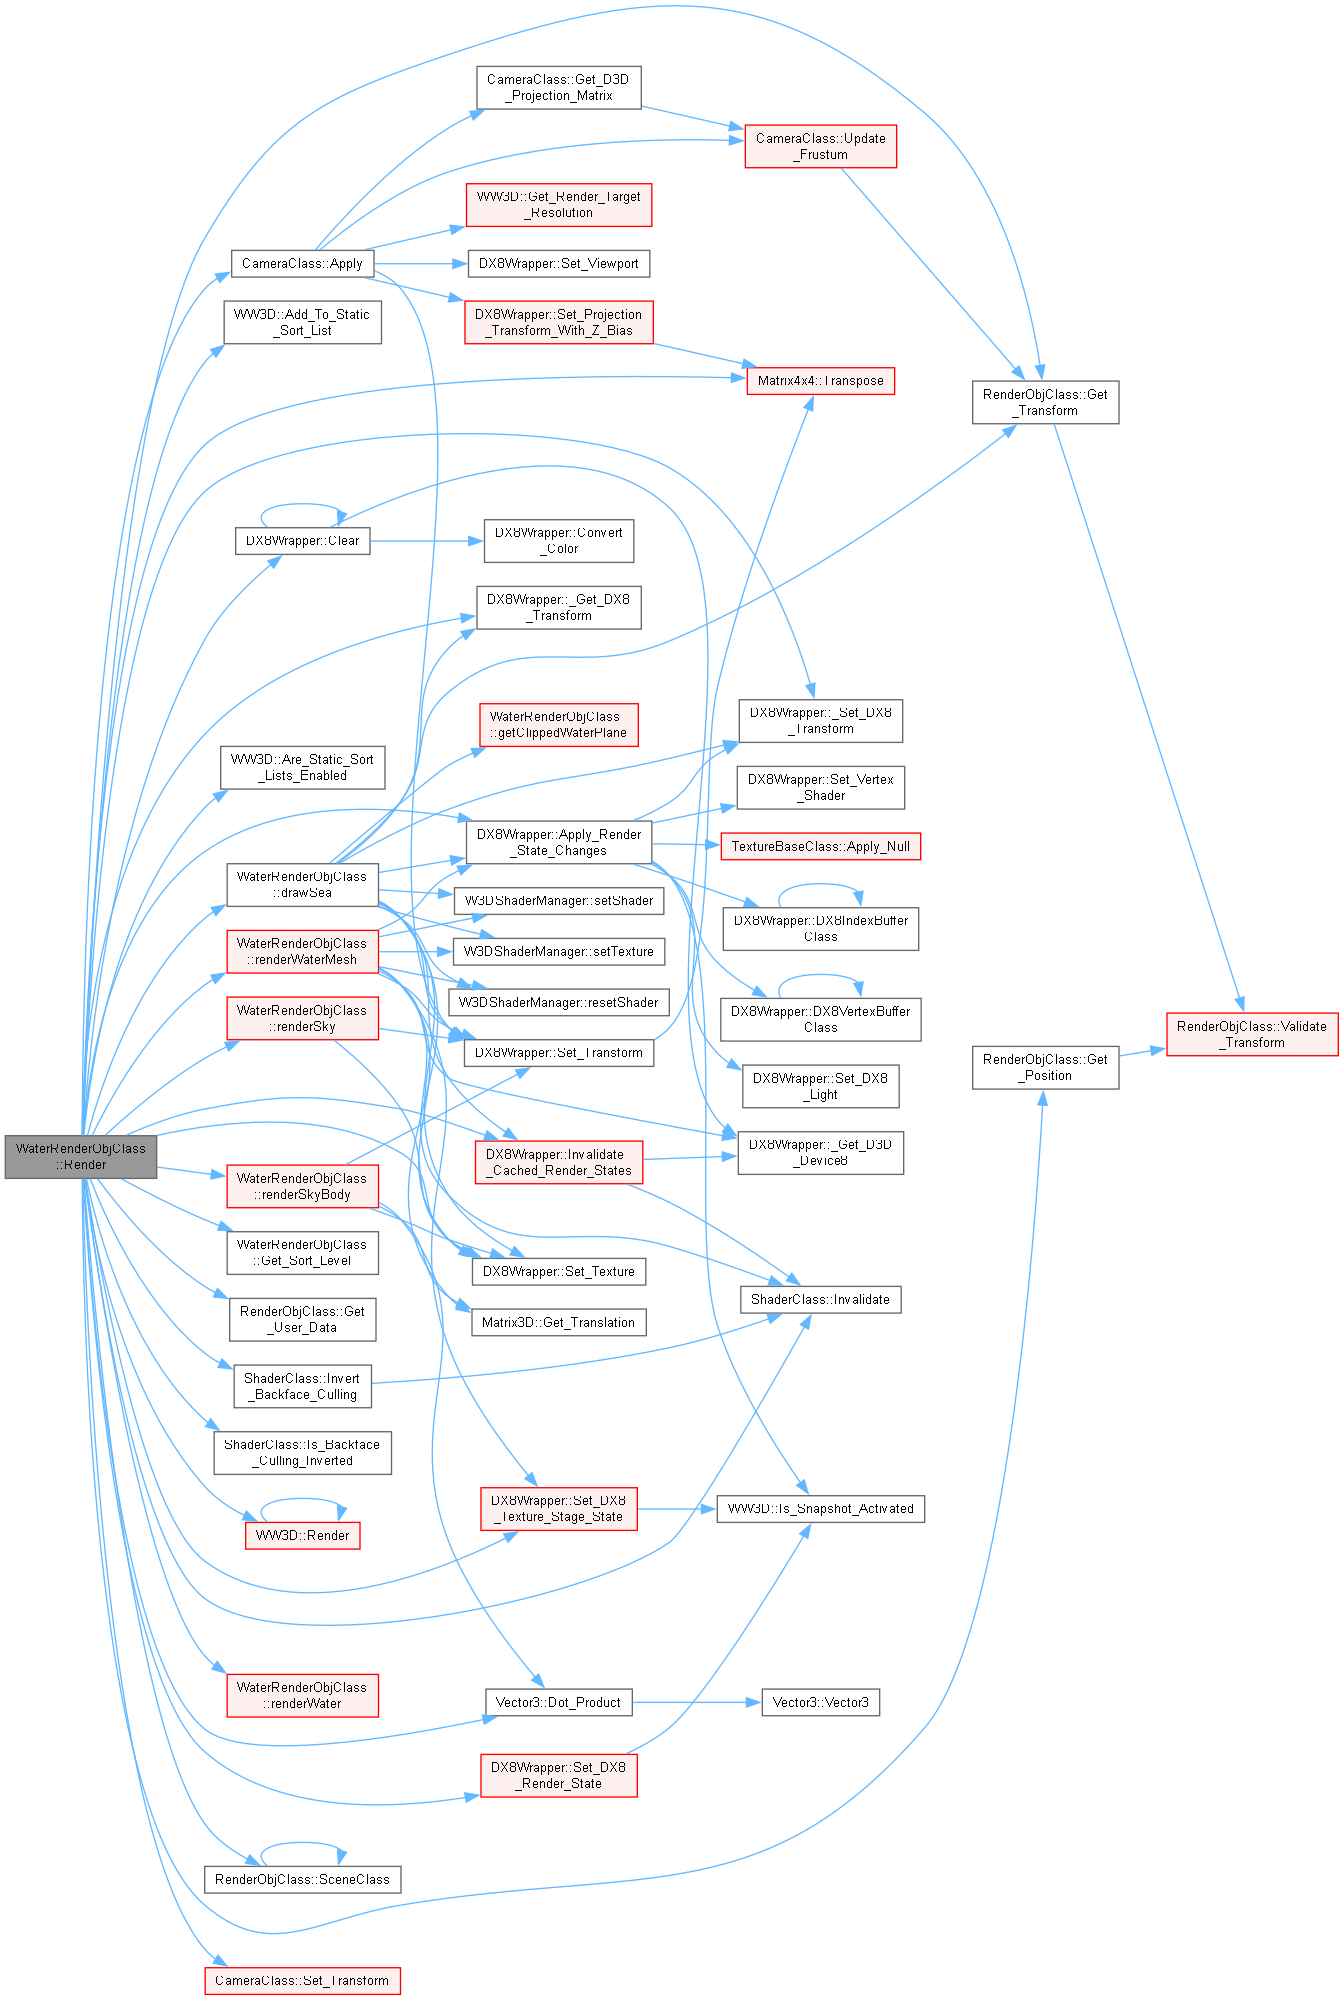 CameraClass::Get_D3D
_Projection_Matrix
CameraClass::Update
_Frustum
WW3D::Get_Render_Target
_Resolution
CameraClass::Apply
DX8Wrapper::Set_Viewport
WW3D::Add_To_Static
_Sort_List
DX8Wrapper::Set_Projection
_Transform_With_Z_Bias
Matrix4x4::Transpose
RenderObjClass::Get
_Transform
DX8Wrapper::Clear
DX8Wrapper::Convert
_Color
DX8Wrapper::_Get_DX8
_Transform
WaterRenderObjClass
::getClippedWaterPlane
DX8Wrapper::_Set_DX8
_Transform
WW3D::Are_Static_Sort
_Lists_Enabled
DX8Wrapper::Set_Vertex
_Shader
DX8Wrapper::Apply_Render
_State_Changes
TextureBaseClass::Apply_Null
WaterRenderObjClass
::drawSea
W3DShaderManager::setShader
DX8Wrapper::DX8IndexBuffer
Class
WaterRenderObjClass
::renderWaterMesh
W3DShaderManager::setTexture
WaterRenderObjClass
::renderSky
W3DShaderManager::resetShader
DX8Wrapper::DX8VertexBuffer
Class
RenderObjClass::Validate
_Transform
DX8Wrapper::Set_Transform
RenderObjClass::Get
_Position
DX8Wrapper::Set_DX8
_Light
WaterRenderObjClass
::Render
DX8Wrapper::Invalidate
_Cached_Render_States
DX8Wrapper::_Get_D3D
_Device8
WaterRenderObjClass
::renderSkyBody
WaterRenderObjClass
::Get_Sort_Level
DX8Wrapper::Set_Texture
ShaderClass::Invalidate
RenderObjClass::Get
_User_Data
Matrix3D::Get_Translation
ShaderClass::Invert
_Backface_Culling
ShaderClass::Is_Backface
_Culling_Inverted
WW3D::Render
DX8Wrapper::Set_DX8
_Texture_Stage_State
WW3D::Is_Snapshot_Activated
WaterRenderObjClass
::renderWater
Vector3::Dot_Product
Vector3::Vector3
DX8Wrapper::Set_DX8
_Render_State
RenderObjClass::SceneClass
CameraClass::Set_Transform